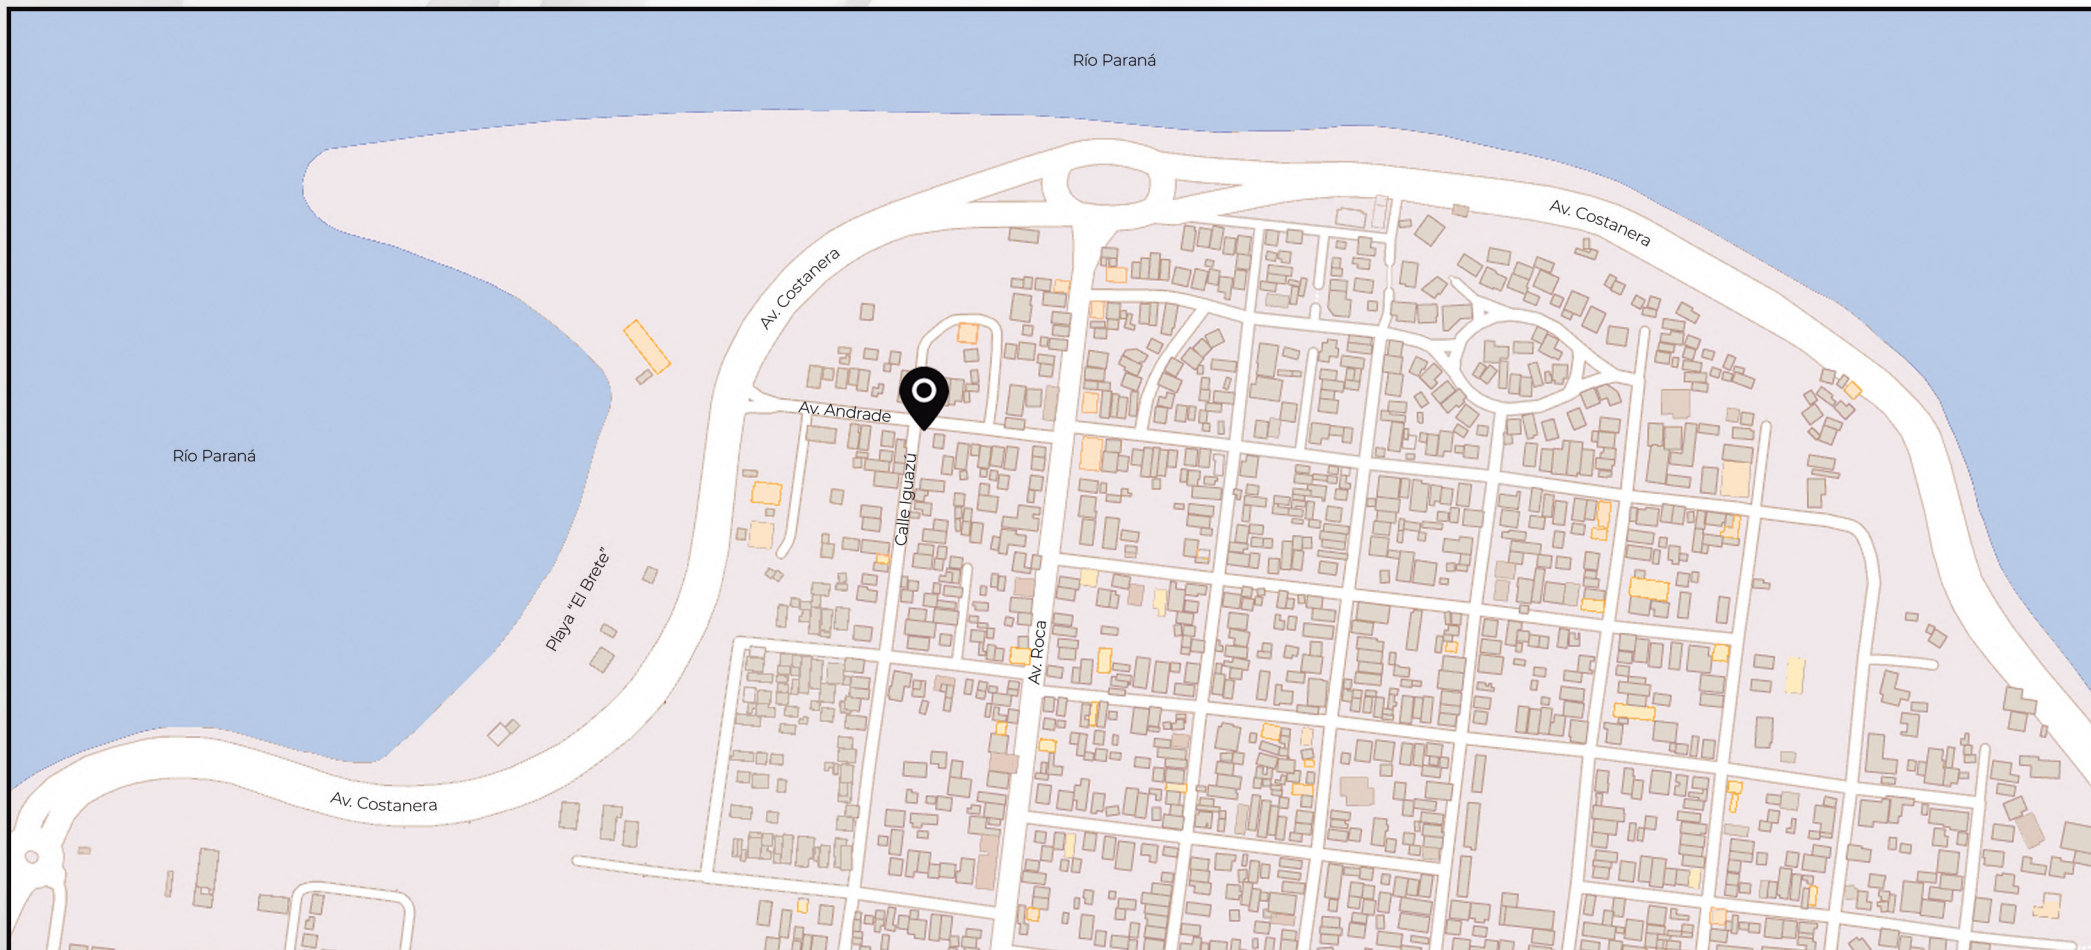 Río Paraná
Av. Costanera
Av. Costanera
Av. Andrade
Río Paraná
Calle Iguazú
Playa “El Brete”
Av. Roca
Av. Costanera